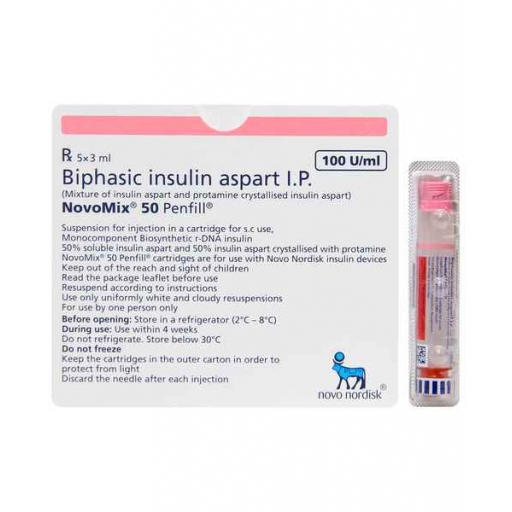 ℞ 5×3 ml
100 U/ml
Biphasic insulin aspart I.P.
(Mixture of insulin aspart and protamine crystallised insulin aspart)
NovoMix® 50 Penfill®
Suspension for injection in a cartridge for s.c use,
Monocomponent Biosynthetic r-DNA insulin
50% soluble insulin aspart and 50% insulin aspart crystallised with protamine
NovoMix® 50 Penfill® cartridges are for use with Novo Nordisk insulin devices
Keep out of the reach and sight of children
Read the package leaflet before use
Resuspend according to instructions
Use only uniformly white and cloudy resuspensions
For use by one person only
Before opening: Store in a refrigerator (2°C – 8°C)
During use: Use within 4 weeks
Do not refrigerate. Store below 30°C
Do not freeze
Keep the cartridges in the outer carton in order to
protect from light
Discard the needle after each injection
novo nordisk®